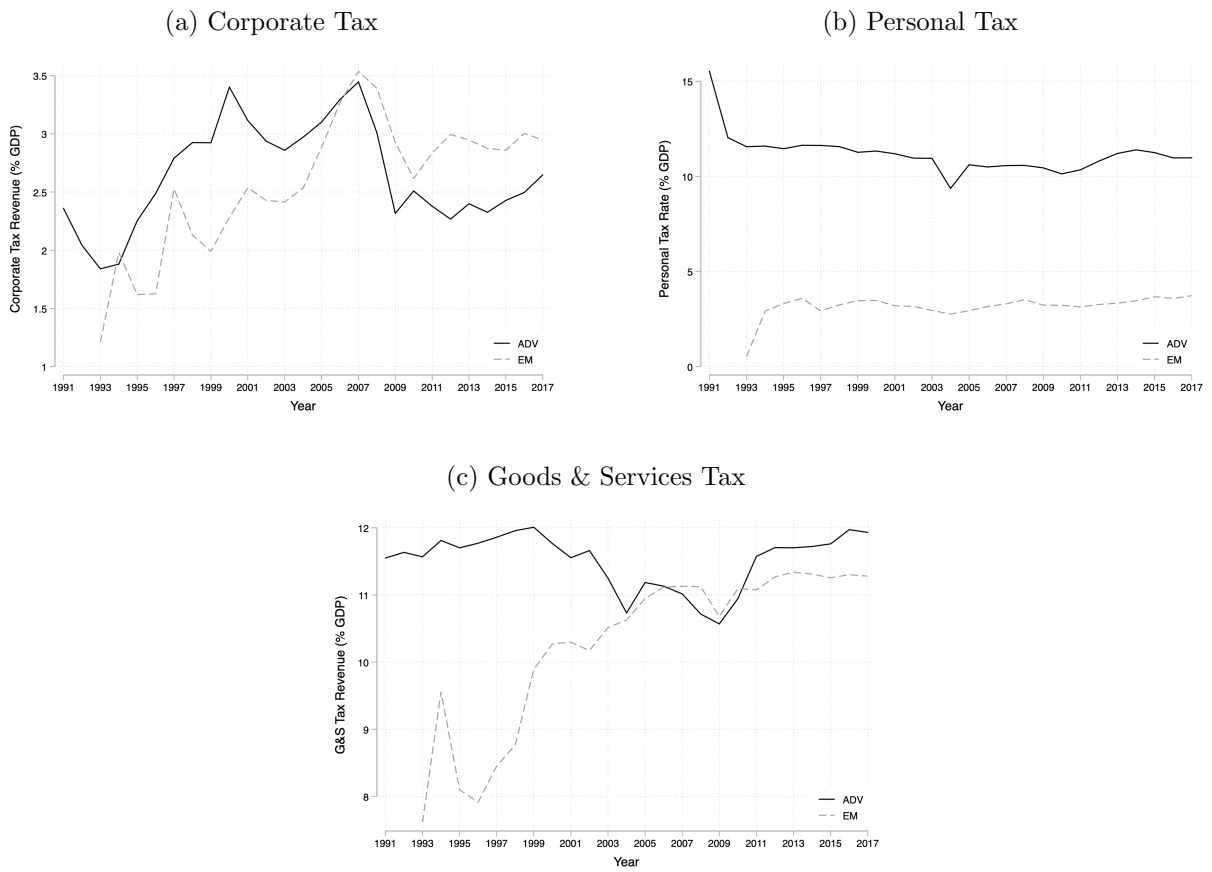 (a) Corporate Tax
Corporate Tax Revenue (% GDP)
3.5
3
2.5
2
1.5
1
ADV
EM
1991 1993 1995 1997 1999 2001 2003 2005 2007 2009 2011 2013 2015 2017
Year
(b) Personal Tax
Personal Tax Rate (% GDP)
15
10
5
0
ADV
EM
1991 1993 1995 1997 1999 2001 2003 2005 2007 2009 2011 2013 2015 2017
Year
(c) Goods & Services Tax
G&S Tax Revenue (% GDP)
12
11
10
9
8
ADV
EM
1991 1993 1995 1997 1999 2001 2003 2005 2007 2009 2011 2013 2015 2017
Year